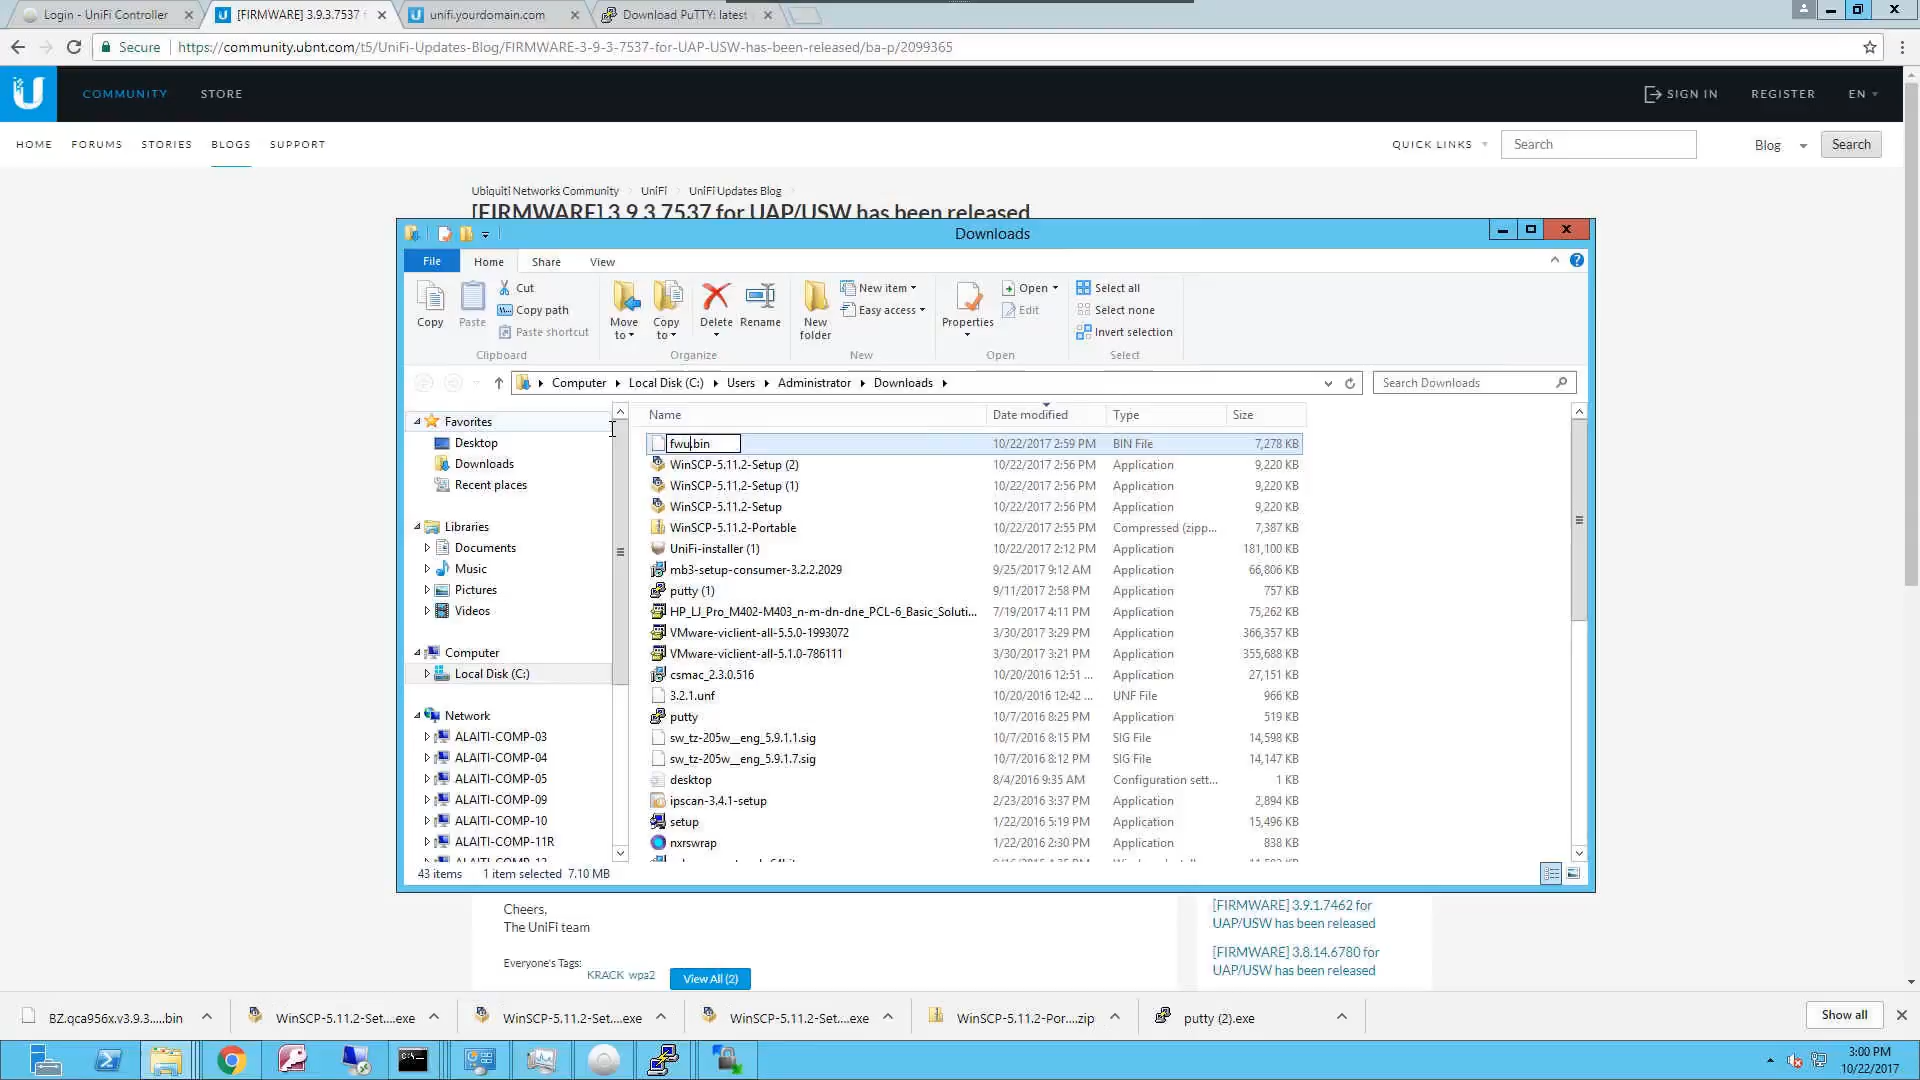 Login - UniFi Controller
[FIRMWARE] 3.9.3.7537
unifi.yourdomain.com
Download PuTTY: latest
Secure
https://community.ubnt.com/t5/UniFi-Updates-Blog/FIRMWARE-3-9-3-7537-for-UAP-USW-has-been-released/ba-p/2099365
COMMUNITY STORE
SIGN IN REGISTER EN
HOME FORUMS STORIES BLOGS SUPPORT
QUICK LINKS Search Blog Search
Ubiquiti Networks Community UniFi UniFi Updates Blog
[FIRMWARE] 3.9.3.7537 for UAP/USW has been released
Downloads
File Home Share View
Copy
Paste
Cut
Copy path
Paste shortcut
Clipboard
Move to
Copy to
Delete
Rename
Organize
New folder
New item
Easy access
New
Properties
Open
Edit
Open
Select all
Select none
Invert selection
Select
Computer Local Disk (C:) Users Administrator Downloads
Search Downloads
Favorites
Desktop
Downloads
Recent places
Libraries
Documents
Music
Pictures
Videos
Computer
Local Disk (C:)
Network
ALAITI-COMP-03
ALAITI-COMP-04
ALAITI-COMP-05
ALAITI-COMP-09
ALAITI-COMP-10
ALAITI-COMP-11R
Name Date modified Type Size
fwu.bin 10/22/2017 2:59 PM BIN File 7,278 KB
WinSCP-5.11.2-Setup (2) 10/22/2017 2:56 PM Application 9,220 KB
WinSCP-5.11.2-Setup (1) 10/22/2017 2:56 PM Application 9,220 KB
WinSCP-5.11.2-Setup 10/22/2017 2:56 PM Application 9,220 KB
WinSCP-5.11.2-Portable 10/22/2017 2:55 PM Compressed (zipp... 7,387 KB
UniFi-installer (1) 10/22/2017 2:12 PM Application 181,100 KB
mb3-setup-consumer-3.2.2.2029 9/25/2017 9:12 AM Application 66,806 KB
putty (1) 9/11/2017 2:58 PM Application 757 KB
HP_LJ_Pro_M402-M403_n-m-dn-dne_PCL-6_Basic_Soluti... 7/19/2017 4:11 PM Application 75,262 KB
VMware-viclient-all-5.5.0-1993072 3/30/2017 3:29 PM Application 366,357 KB
VMware-viclient-all-5.1.0-786111 3/30/2017 3:21 PM Application 355,688 KB
csmac_2.3.0.516 10/20/2016 12:51 ... Application 27,151 KB
3.2.1.unf 10/20/2016 12:42 ... UNF File 966 KB
putty 10/7/2016 8:25 PM Application 519 KB
sw_tz-205w__eng_5.9.1.1.sig 10/7/2016 8:15 PM SIG File 14,598 KB
sw_tz-205w__eng_5.9.1.7.sig 10/7/2016 8:12 PM SIG File 14,147 KB
desktop 8/4/2016 9:35 AM Configuration sett... 1 KB
ipscan-3.4.1-setup 2/23/2016 3:37 PM Application 2,894 KB
setup 1/22/2016 5:19 PM Application 15,496 KB
nxrswrap 1/22/2016 2:30 PM Application 838 KB
43 items 1 item selected 7.10 MB
Cheers,
The UniFi team
Everyone's Tags:
KRACK wpa2
View All (2)
[FIRMWARE] 3.9.1.7462 for
UAP/USW has been released
[FIRMWARE] 3.8.14.6780 for
UAP/USW has been released
BZ.qca956x.v3.9.3.....bin
WinSCP-5.11.2-Set....exe
WinSCP-5.11.2-Set....exe
WinSCP-5.11.2-Set....exe
WinSCP-5.11.2-Por....zip
putty (2).exe
Show all
3:00 PM
10/22/2017